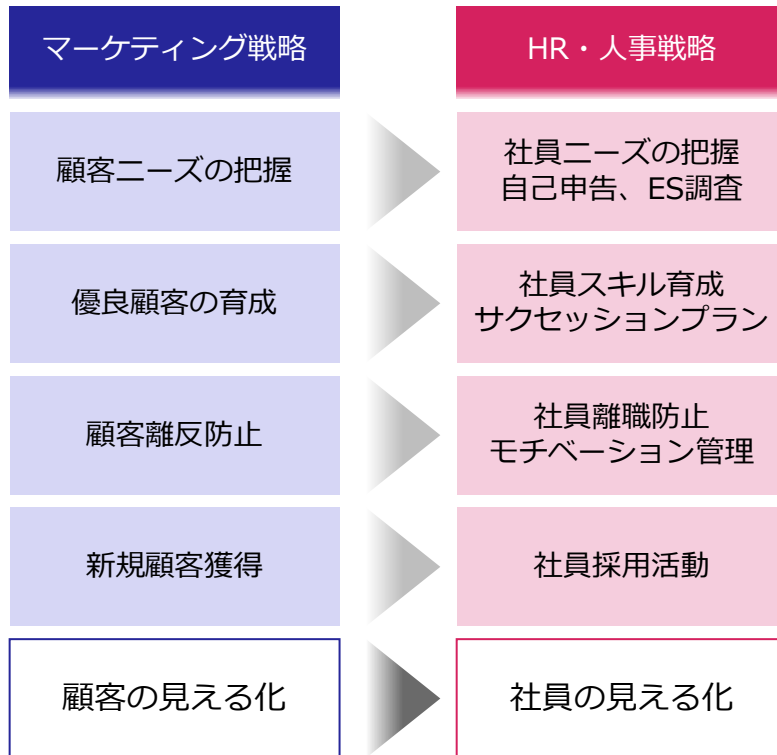 マーケティング戦略
HR・人事戦略
顧客ニーズの把握
社員ニーズの把握
自己申告、ES調査
優良顧客の育成
社員スキル育成
サクセッションプラン
顧客離反防止
社員離職防止
モチベーション管理
新規顧客獲得
社員採用活動
顧客の見える化
社員の見える化